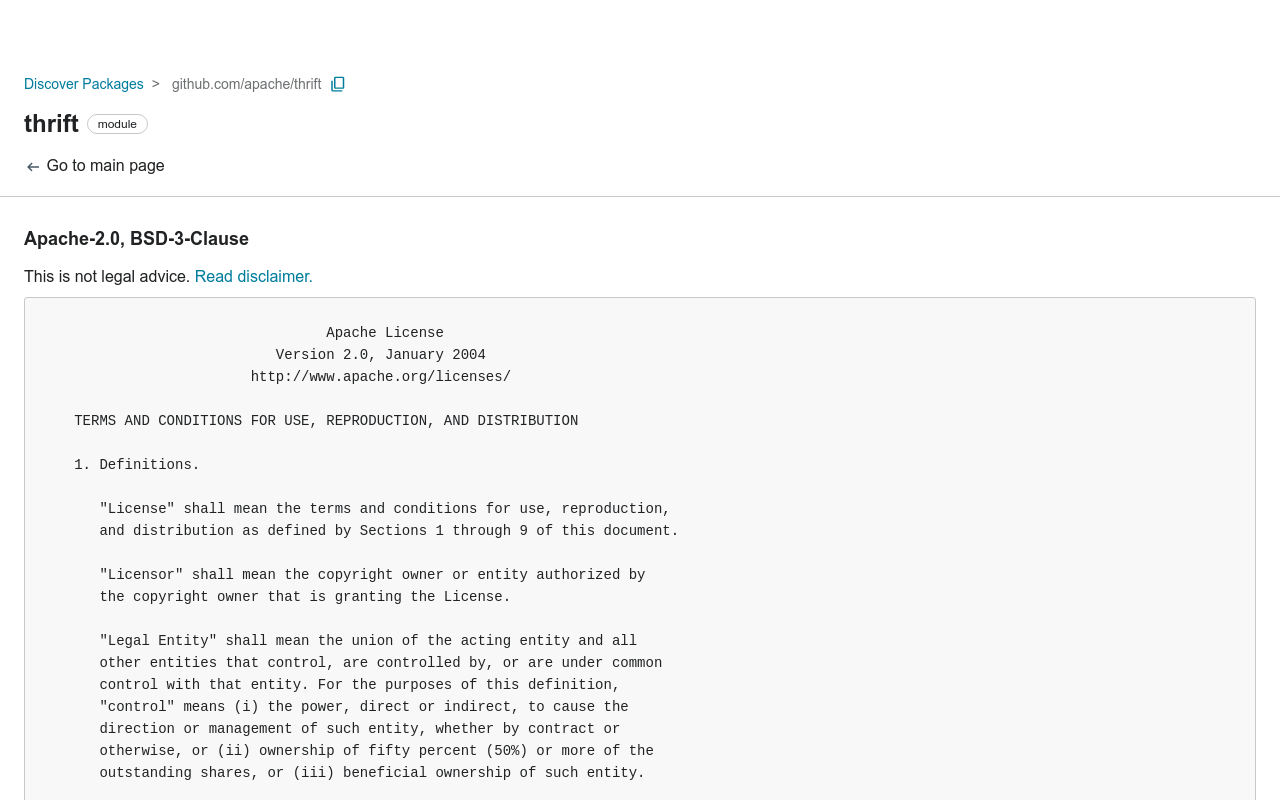 Discover Packages > github.com/apache/thrift
thrift module
← Go to main page
Apache-2.0, BSD-3-Clause
This is not legal advice. Read disclaimer.
Apache License
Version 2.0, January 2004
http://www.apache.org/licenses/
TERMS AND CONDITIONS FOR USE, REPRODUCTION, AND DISTRIBUTION
1. Definitions.
"License" shall mean the terms and conditions for use, reproduction,
and distribution as defined by Sections 1 through 9 of this document.
"Licensor" shall mean the copyright owner or entity authorized by
the copyright owner that is granting the License.
"Legal Entity" shall mean the union of the acting entity and all
other entities that control, are controlled by, or are under common
control with that entity. For the purposes of this definition,
"control" means (i) the power, direct or indirect, to cause the
direction or management of such entity, whether by contract or
otherwise, or (ii) ownership of fifty percent (50%) or more of the
outstanding shares, or (iii) beneficial ownership of such entity.